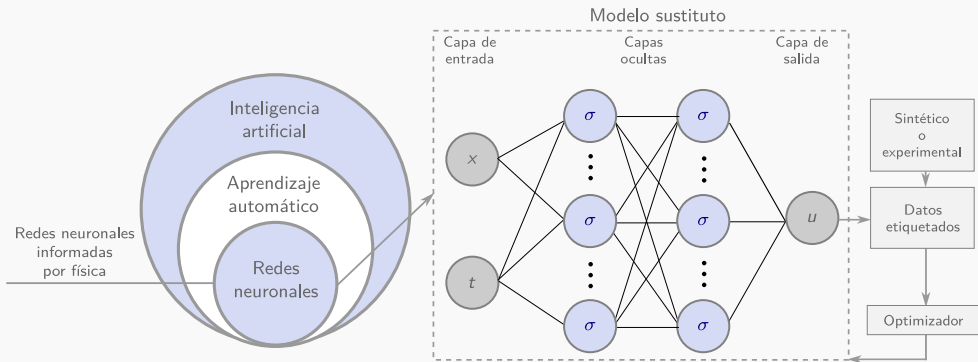 Modelo sustituto
Capa de
entrada
Capas
ocultas
Capa de
salida
Inteligencia
artificial
Aprendizaje
automático
Redes
neuronales
Redes neuronales
informadas
por física
x
t
σ
σ
σ
σ
σ
σ
u
Sintético
o
experimental
Datos
etiquetados
Optimizador